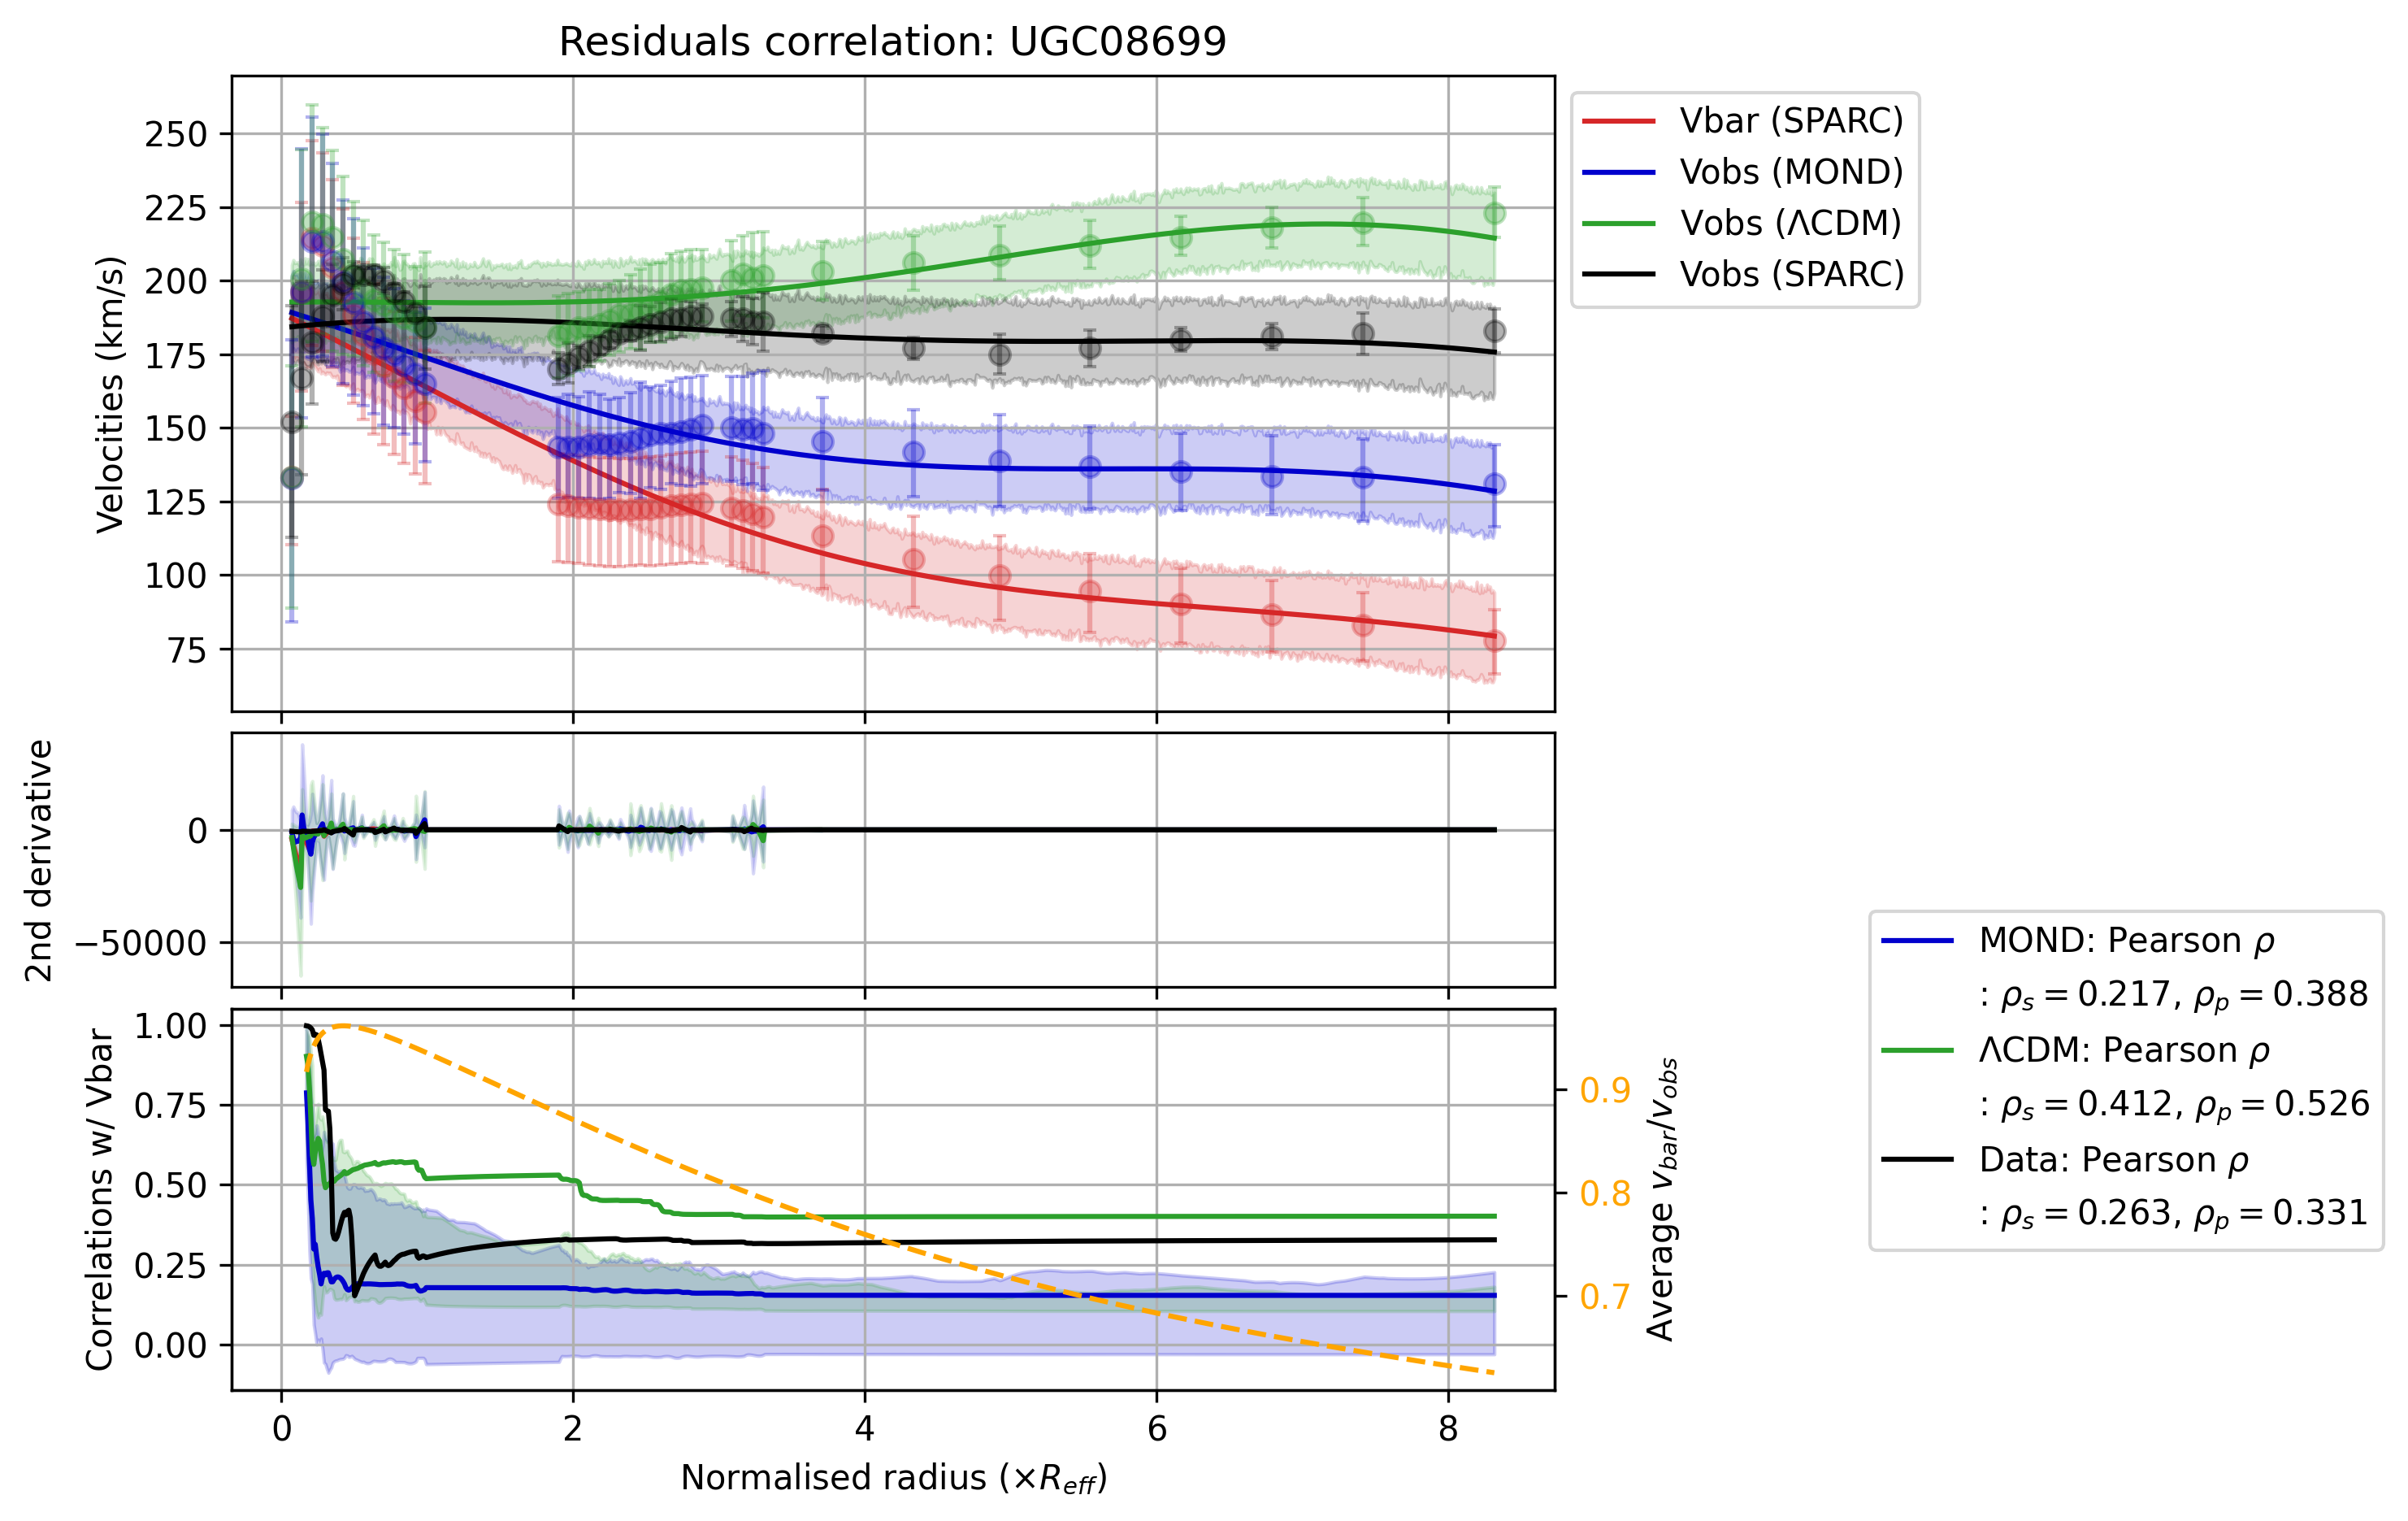 Residuals correlation: UGC08699
Velocities (km/s)
250
225
200
175
150
125
100
75
Vbar (SPARC)
Vobs (MOND)
Vobs (ΛCDM)
Vobs (SPARC)
2nd derivative
0
−50000
Correlations w/ Vbar
1.00
0.75
0.50
0.25
0.00
0.9
0.8
0.7
Average v_bar/v_obs
MOND: Pearson ρ
: ρ_s = 0.217, ρ_p = 0.388
ΛCDM: Pearson ρ
: ρ_s = 0.412, ρ_p = 0.526
Data: Pearson ρ
: ρ_s = 0.263, ρ_p = 0.331
0 2 4 6 8
Normalised radius (×R_eff)